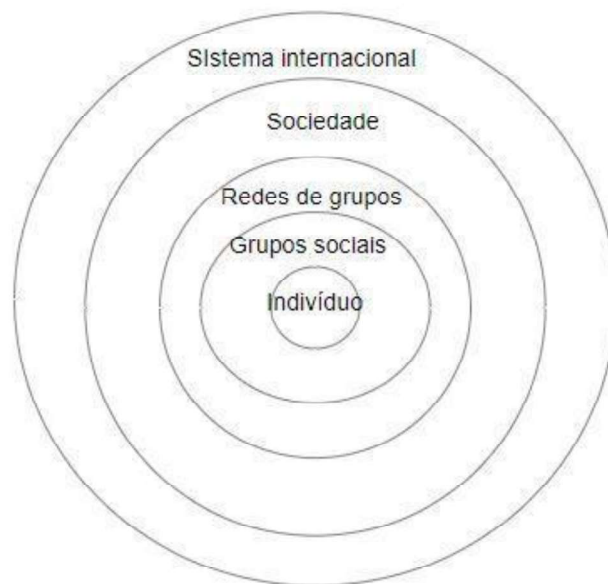 SIstema internacional
Sociedade
Redes de grupos
Grupos sociais
Indivíduo